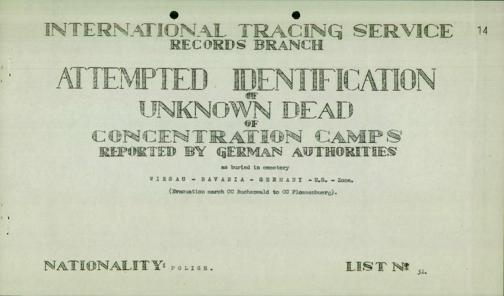 INTERNATIONAL TRACING SERVICE
14
RECORDS BRANCH
ATTEMPTED IDENTIFICATION
OF
UNKNOWN DEAD
OF
CONCENTRATION CAMPS
REPORTED BY GERMAN AUTHORITIES
as buried in cemetery
WIESAU - BAVARIA - GERMANY - U.S. - Zone.
(Evacuation march CC Buchenwald to CC Flossenbuerg).
NATIONALITY: POLISH.
LIST Nº 31.